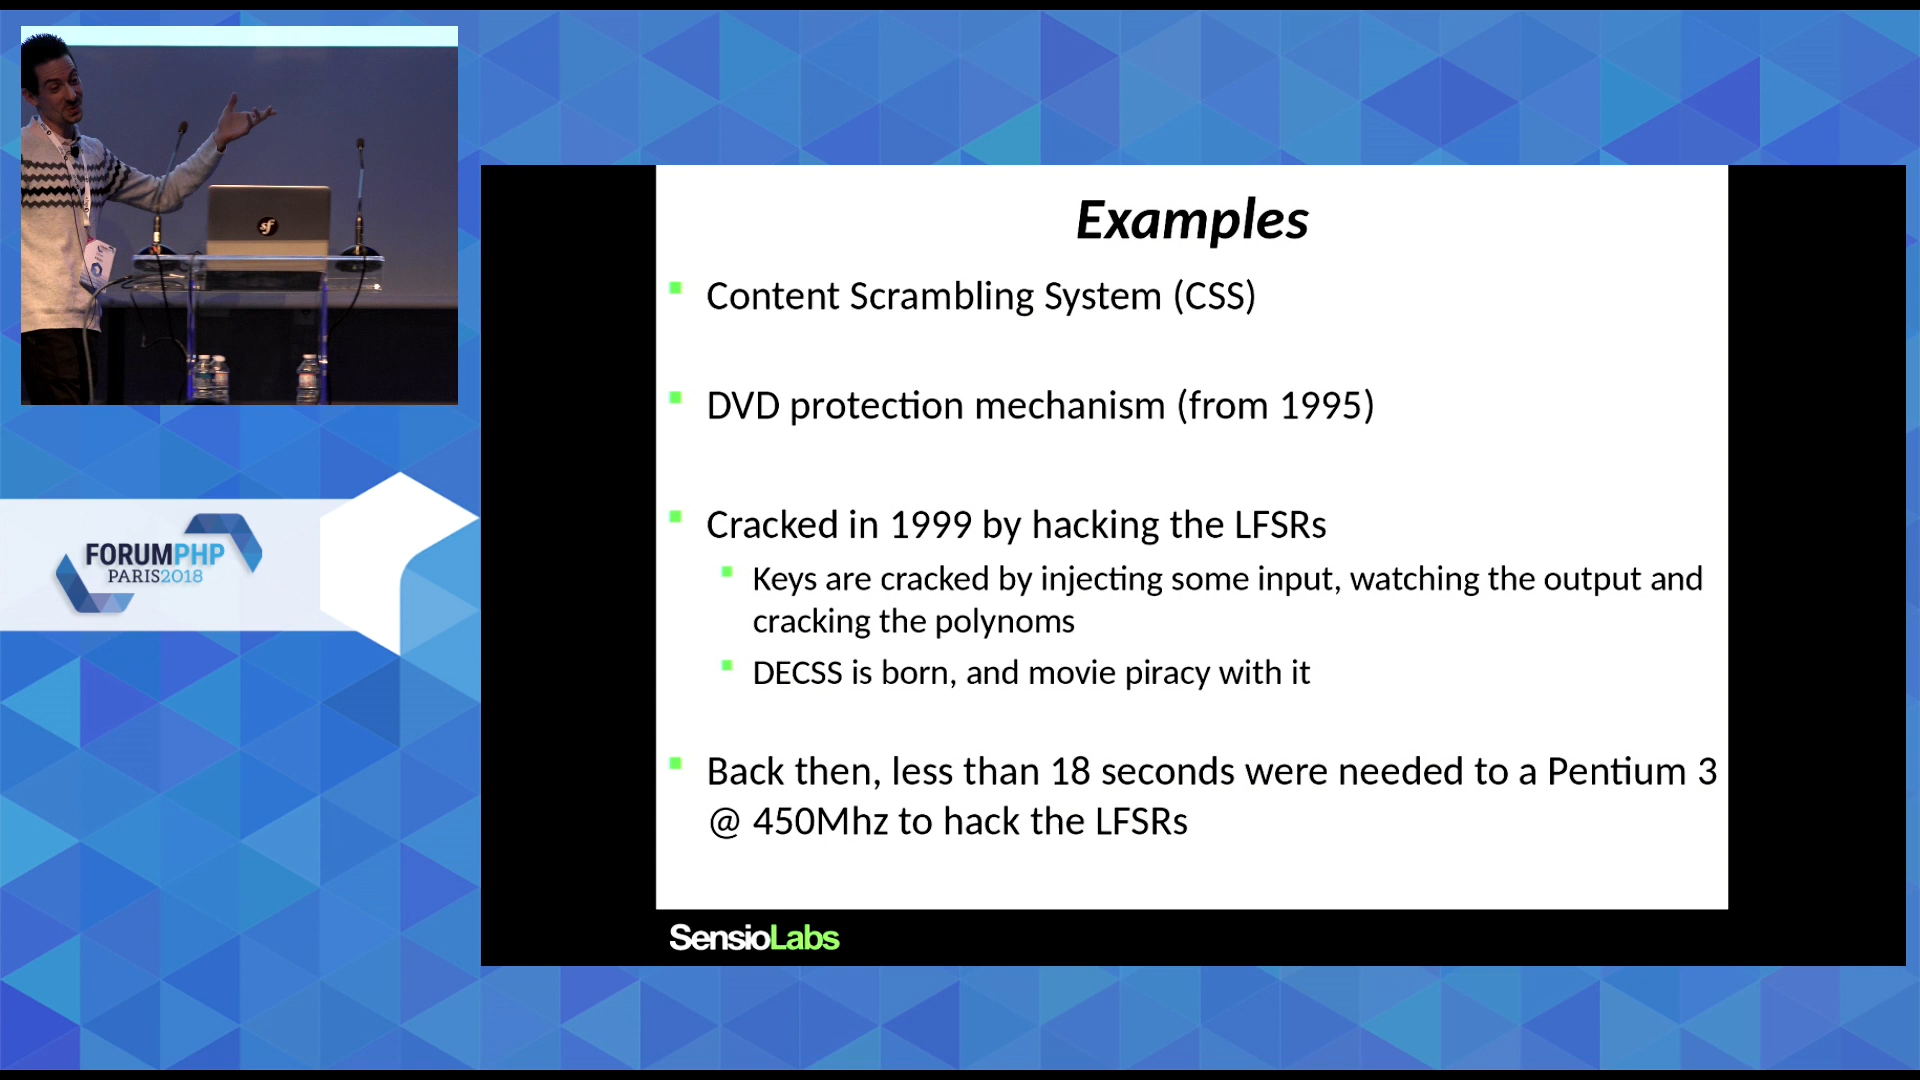 sf
FORUMPHP
PARIS2018
Examples
Content Scrambling System (CSS)
DVD protection mechanism (from 1995)
Cracked in 1999 by hacking the LFSRs
Keys are cracked by injecting some input, watching the output and
cracking the polynoms
DECSS is born, and movie piracy with it
Back then, less than 18 seconds were needed to a Pentium 3
@ 450Mhz to hack the LFSRs
SensioLabs